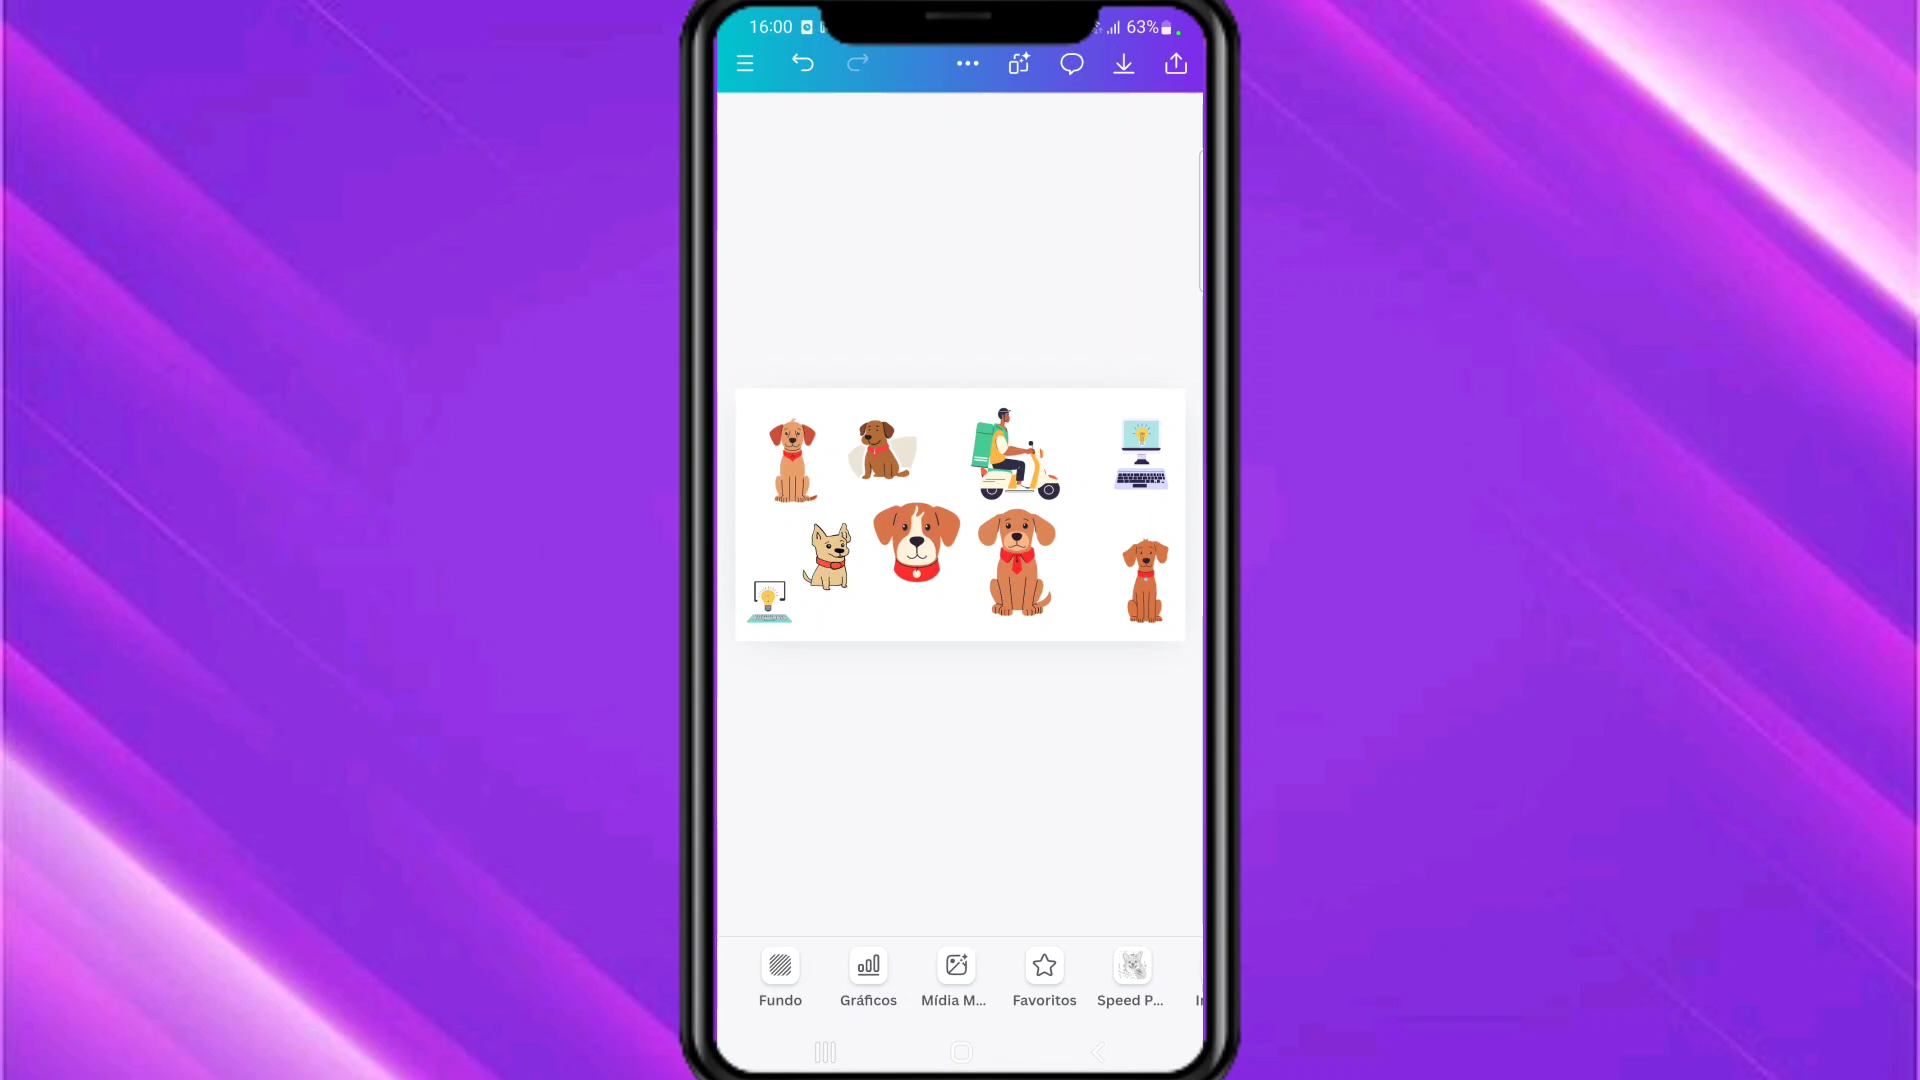 16:00
63%
Fundo
Gráficos
Mídia M...
Favoritos
Speed P...